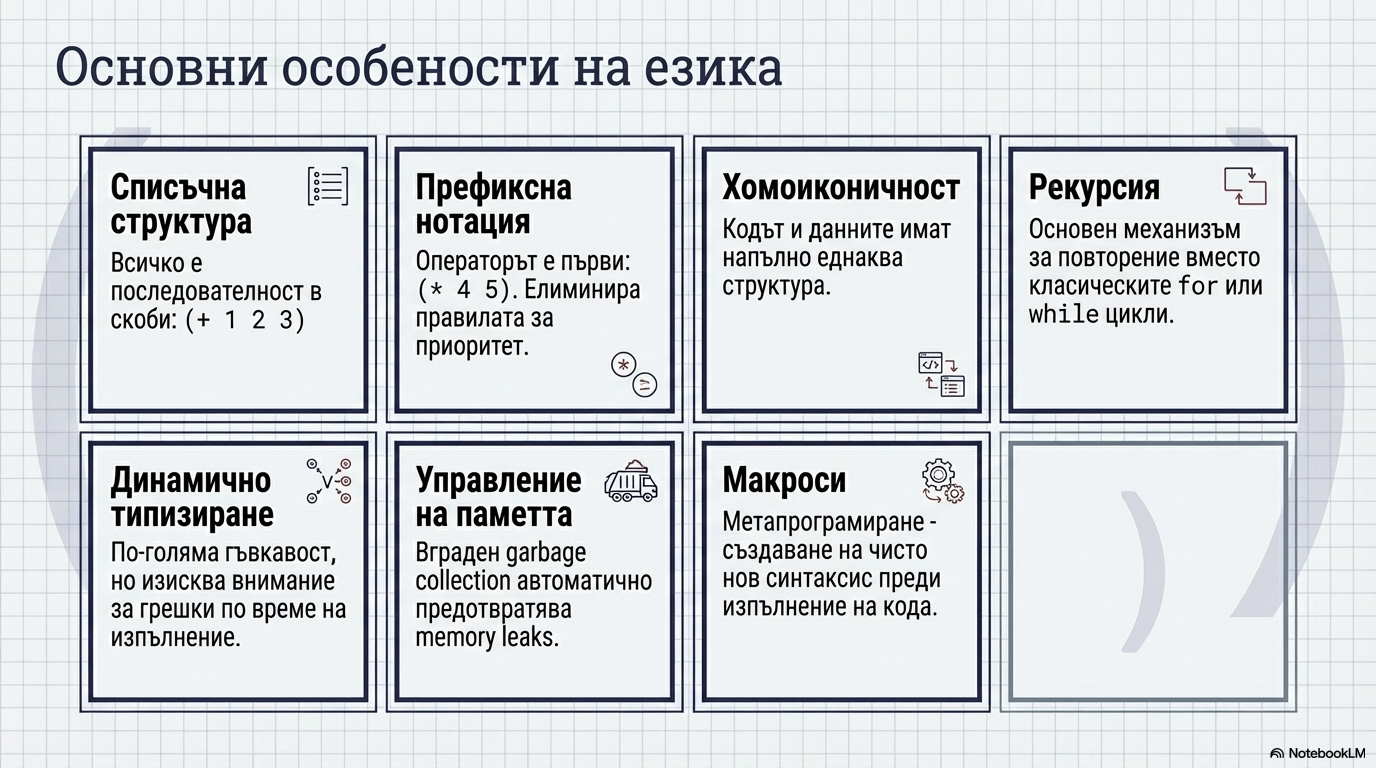 Основни особености на езика
Списъчна
структура
Всичко е
последователност в
скоби: (+ 1 2 3)
Префиксна
нотация
Операторът е първи:
(* 4 5). Елиминира
правилата за
приоритет.
Хомоиконичност
Кодът и данните имат
напълно еднаква
структура.
Рекурсия
Основен механизъм
за повторение вместо
класическите for или
while цикли.
Динамично
типизиране
По-голяма гъвкавост,
но изисква внимание
за грешки по време на
изпълнение.
Управление
на паметта
Вграден garbage
collection автоматично
предотвратява
memory leaks.
Макроси
Метапрограмиране -
създаване на чисто
нов синтаксис преди
изпълнение на кода.
NotebookLM